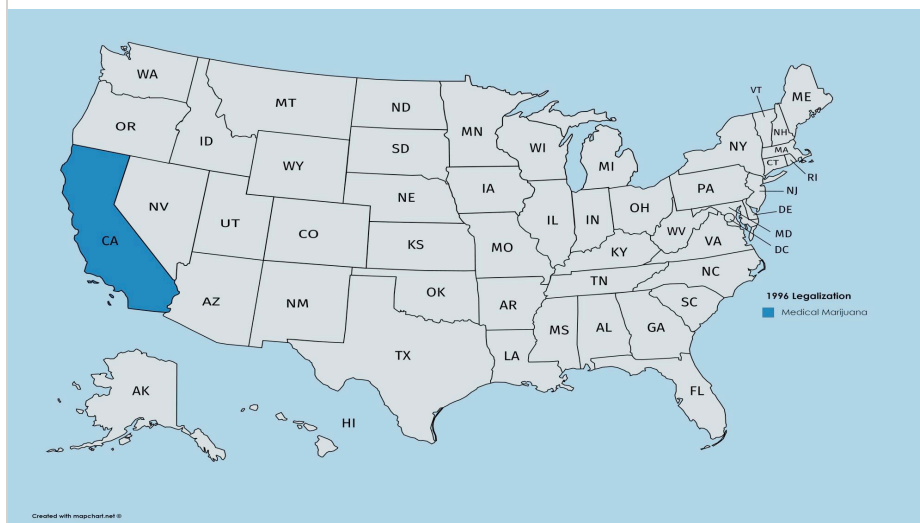 WA
MT
ND
MN
VT
ME
OR
ID
SD
WI
MI
NY
NH
MA
CT
RI
WY
NV
NE
IA
PA
NJ
UT
CO
IL
IN
OH
DE
CA
KS
MO
WV
VA
MD
DC
KY
AZ
NM
OK
AR
TN
NC
SC
MS
AL
GA
TX
LA
FL
AK
HI
1996 Legalization
Medical Marijuana
Created with mapchart.net ©